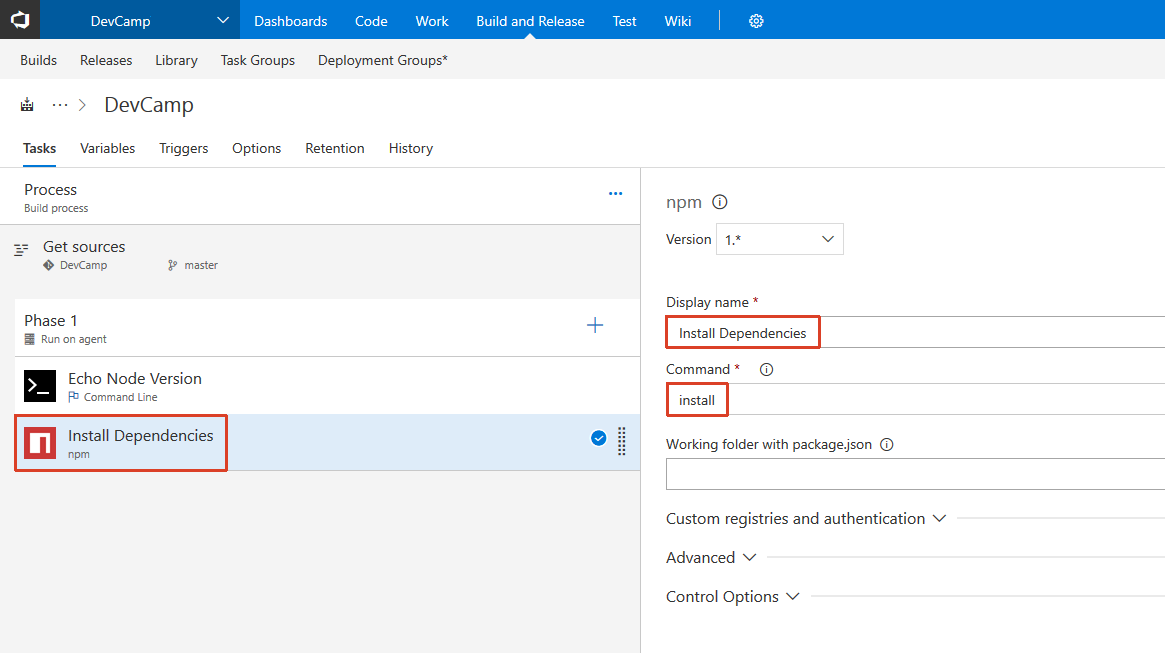 DevCamp Dashboards Code Work Build and Release Test Wiki
Builds Releases Library Task Groups Deployment Groups*
... > DevCamp
Tasks Variables Triggers Options Retention History
Process ...
Build process
Get sources
DevCamp master
Phase 1 +
Run on agent
Echo Node Version
Command Line
Install Dependencies
npm
npm
Version 1.*
Display name *
Install Dependencies
Command *
install
Working folder with package.json
Custom registries and authentication
Advanced
Control Options